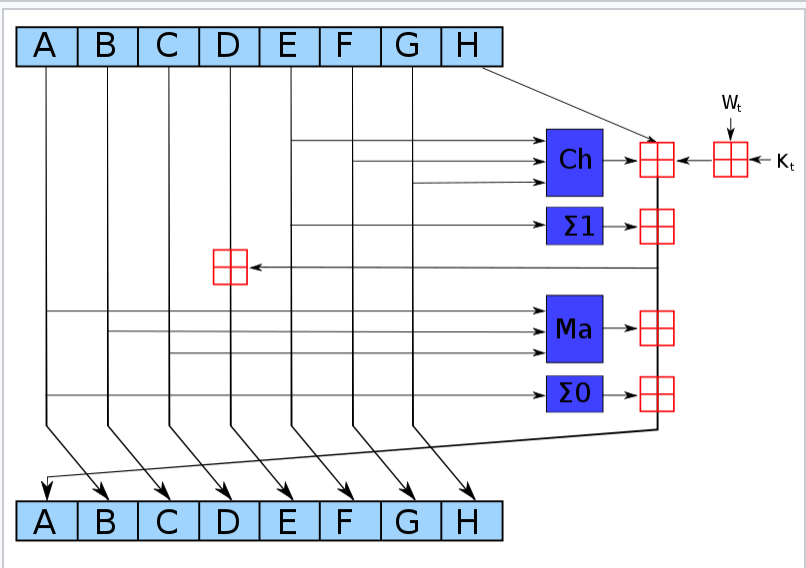 A B C D E F G H
Wt
Ch
Kt
Σ1
Ma
Σ0
A B C D E F G H